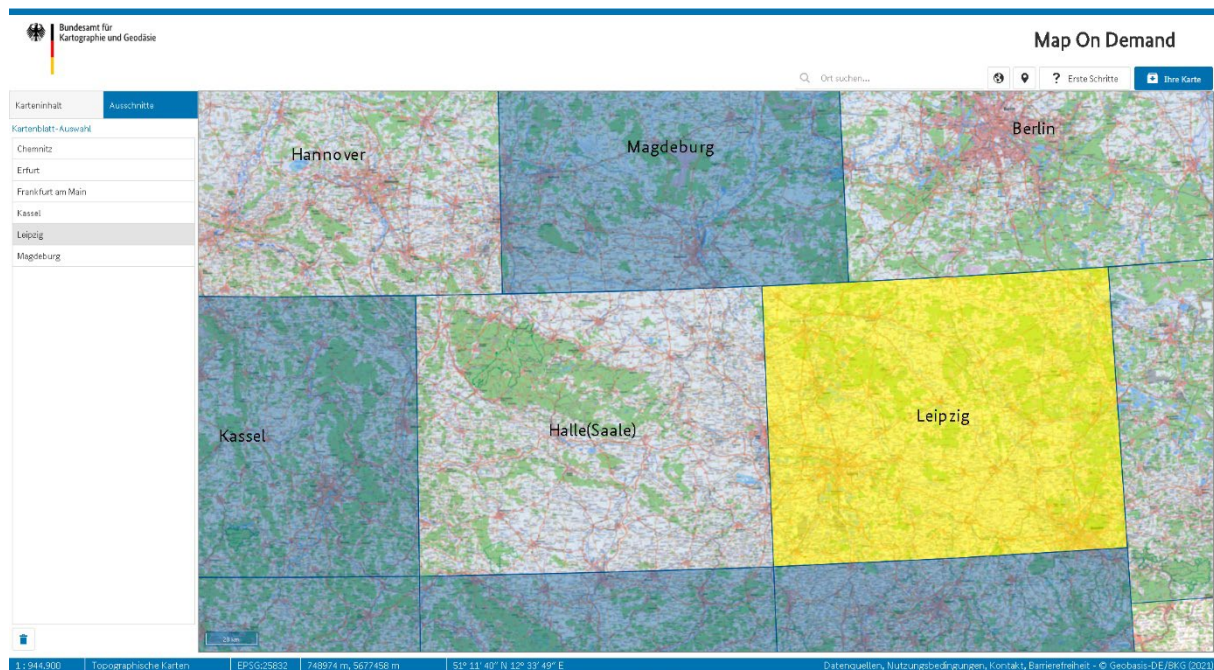 Bundesamt für
Kartographie und Geodäsie
Map On Demand
Ort suchen...
? Erste Schritte
Ihre Karte
Karteninhalt
Ausschnitte
Kartenblatt-Auswahl
Chemnitz
Erfurt
Frankfurt am Main
Kassel
Leipzig
Magdeburg
Hannover
Magdeburg
Berlin
Kassel
Halle(Saale)
Leipzig
20 km
1 : 944,900
Topographische Karten
EPSG:25832
748974 m, 5677458 m
51° 11' 40" N 12° 33' 49" E
Datenquellen, Nutzungsbedingungen, Kontakt, Barrierefreiheit - © Geobasis-DE/BKG (2021)